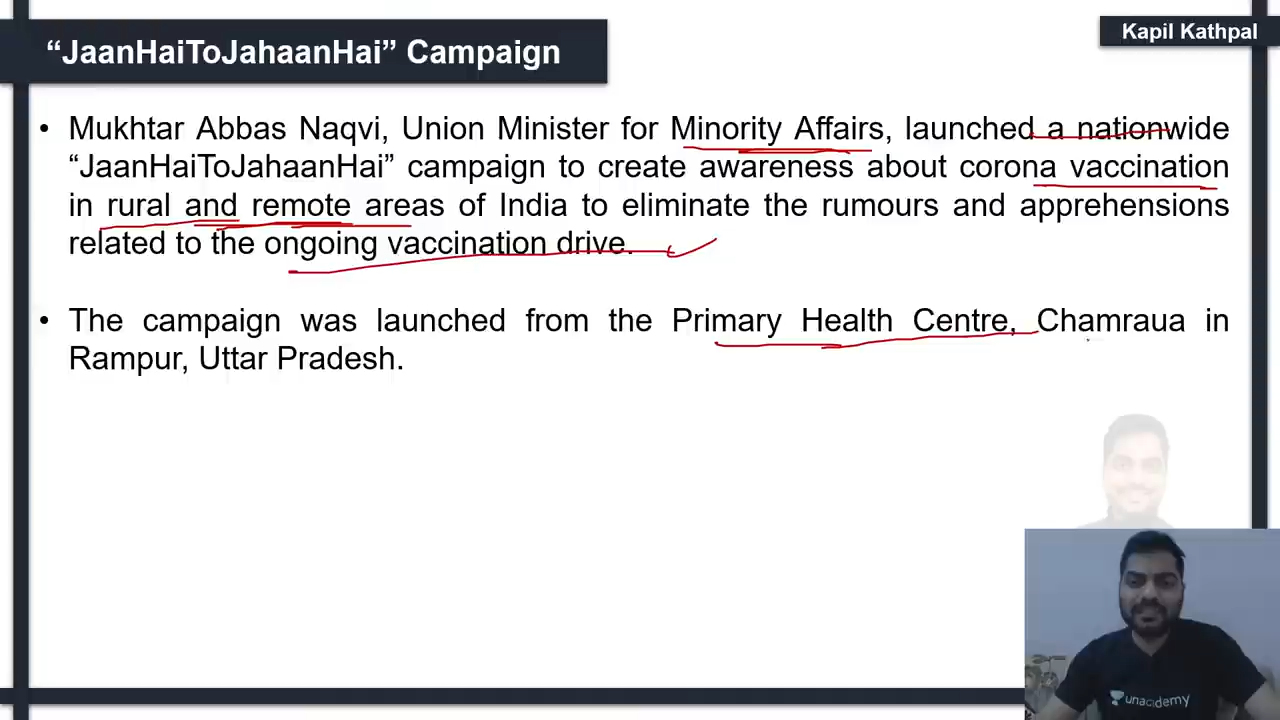 “JaanHaiToJahaanHai” Campaign
Kapil Kathpal
• Mukhtar Abbas Naqvi, Union Minister for Minority Affairs, launched a nationwide
“JaanHaiToJahaanHai” campaign to create awareness about corona vaccination
in rural and remote areas of India to eliminate the rumours and apprehensions
related to the ongoing vaccination drive.
• The campaign was launched from the Primary Health Centre, Chamraua in
Rampur, Uttar Pradesh.
unacademy